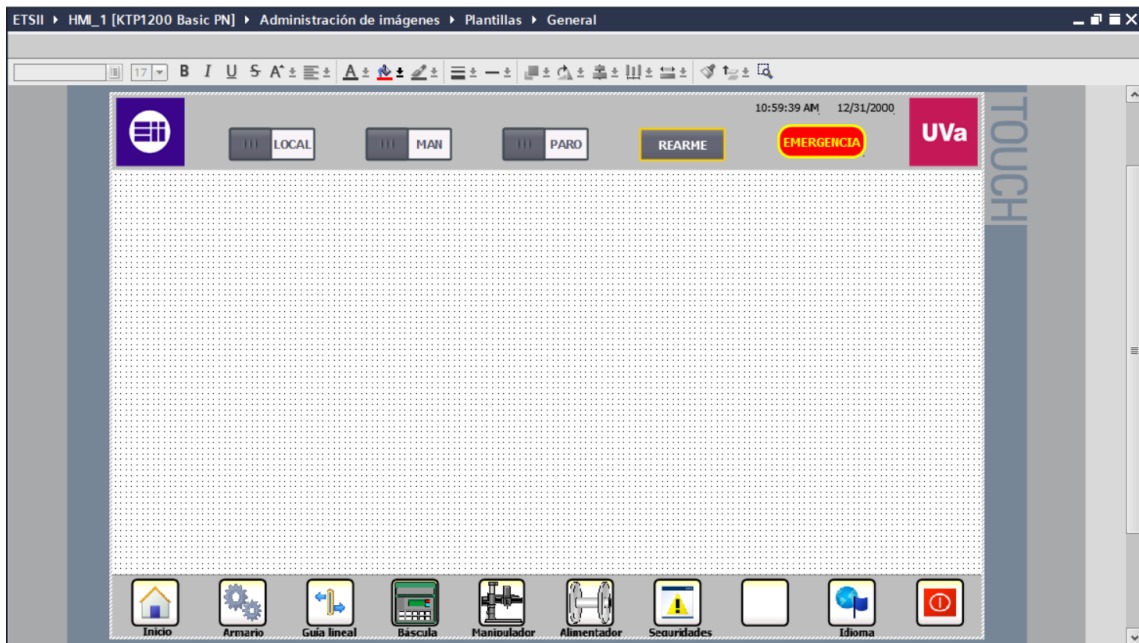 ETSII ▸ HMI_1 [KTP1200 Basic PN] ▸ Administración de imágenes ▸ Plantillas ▸ General
17 B I U S A A
10:59:39 AM 12/31/2000
eii LOCAL MAN PARO REARME EMERGENCIA UVa
TOUCH
Inicio Armario Guía lineal Báscula Manipulador Alimentador Seguridades Idioma